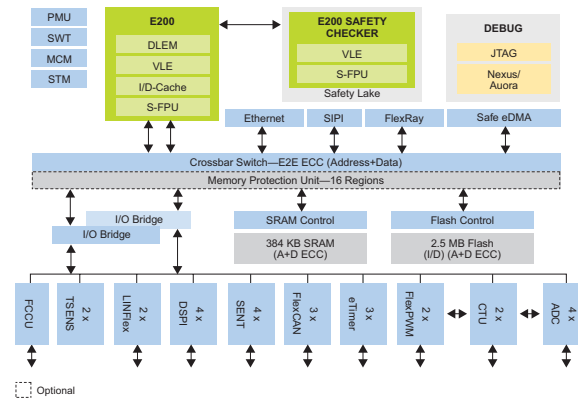 PMU
SWT
MCM
STM
E200
DLEM
VLE
I/D-Cache
S-FPU
E200 SAFETY
CHECKER
VLE
S-FPU
Safety Lake
DEBUG
JTAG
Nexus/
Auora
Ethernet
SIPI
FlexRay
Safe eDMA
Crossbar Switch—E2E ECC (Address+Data)
Memory Protection Unit—16 Regions
I/O Bridge
I/O Bridge
SRAM Control
384 KB SRAM
(A+D ECC)
Flash Control
2.5 MB Flash
(I/D) (A+D ECC)
FCCU
2 x
TSENS
2 x
LINFlex
4 x
DSPI
4 x
SENT
3 x
FlexCAN
3 x
eTimer
2 x
FlexPWM
2 x
CTU
4 x
ADC
Optional